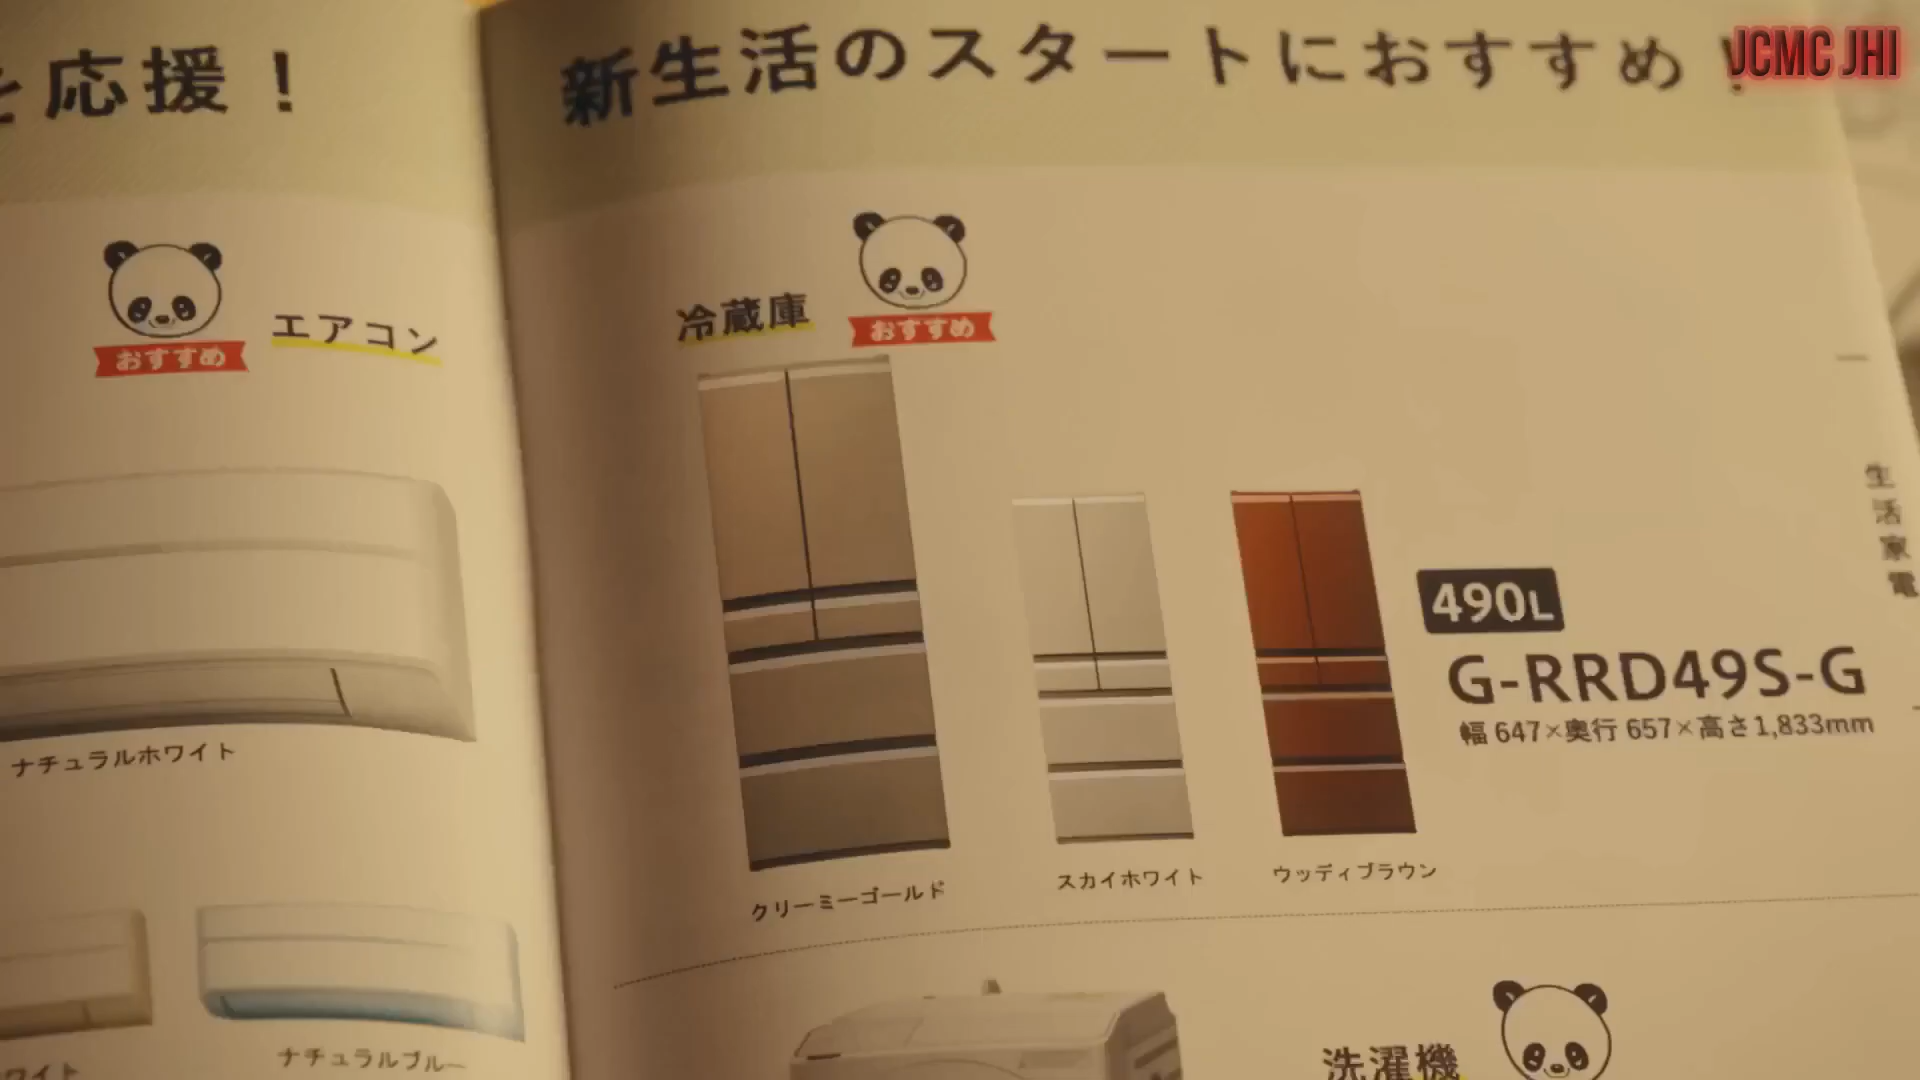 応援！
おすすめ
エアコン
ナチュラルホワイト
ナチュラルブルー
新生活のスタートにおすすめ！
JCMC JHI
冷蔵庫
おすすめ
490L
G-RRD49S-G
幅 647×奥行 657×高さ1,833mm
クリーミーゴールド
スカイホワイト
ウッディブラウン
生活家電
洗濯機